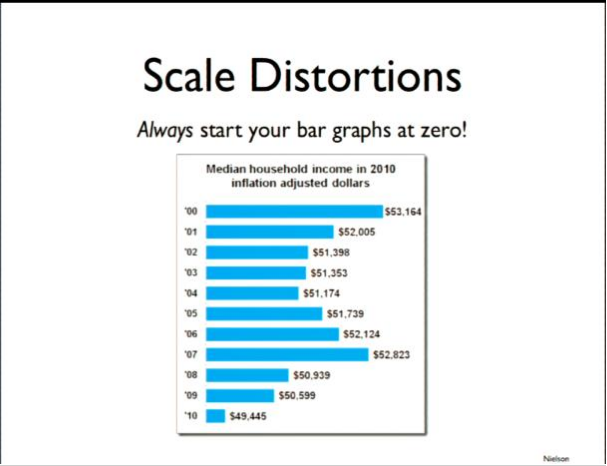 Scale Distortions
Always start your bar graphs at zero!
Median household income in 2010
inflation adjusted dollars
'00 $53,164
'01 $52,005
'02 $51,398
'03 $51,353
'04 $51,174
'05 $51,739
'06 $52,124
'07 $52,823
'08 $50,939
'09 $50,599
'10 $49,445
Nielson